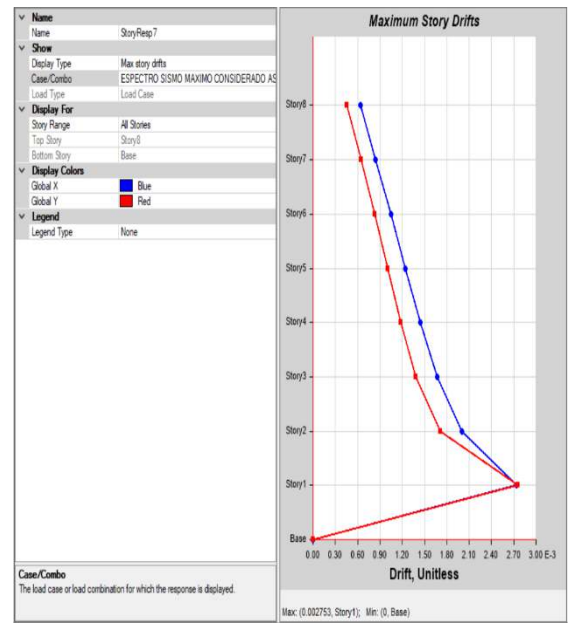 Name
Name StoryResp7
Show
Display Type Max story drifts
Case/Combo ESPECTRO SISMO MAXIMO CONSIDERADO AS
Load Type Load Case
Display For
Story Range All Stories
Top Story Story8
Bottom Story Base
Display Colors
Global X Blue
Global Y Red
Legend
Legend Type None
Case/Combo
The load case or load combination for which the response is displayed.
Maximum Story Drifts
Story8
Story7
Story6
Story5
Story4
Story3
Story2
Story1
Base
0.00 0.30 0.60 0.90 1.20 1.50 1.80 2.10 2.40 2.70 3.00 E-3
Drift, Unitless
Max: (0.002753, Story1); Min: (0, Base)